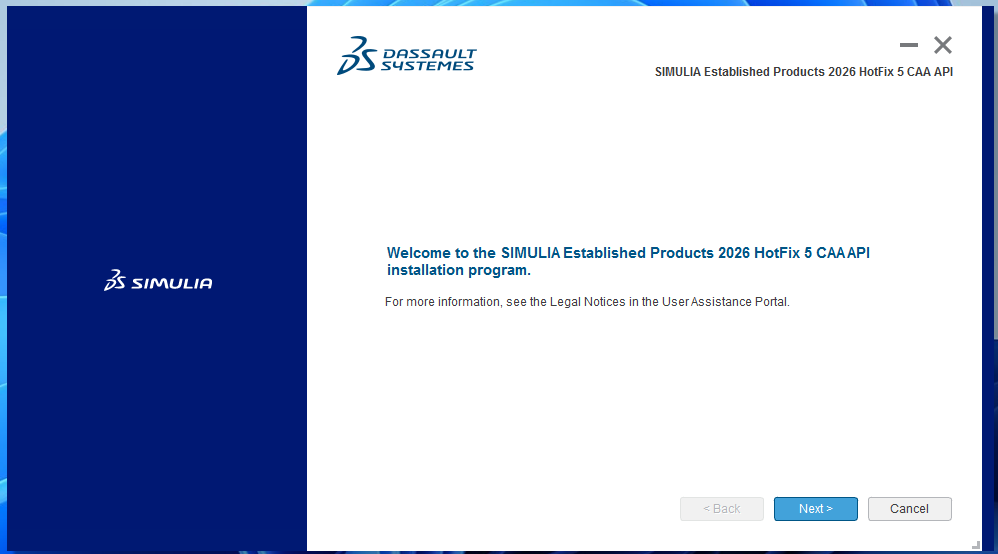 DASSAULT
SYSTEMES
SIMULIA Established Products 2026 HotFix 5 CAA API
Welcome to the SIMULIA Established Products 2026 HotFix 5 CAA API
installation program.
SIMULIA
For more information, see the Legal Notices in the User Assistance Portal.
< Back
Next >
Cancel